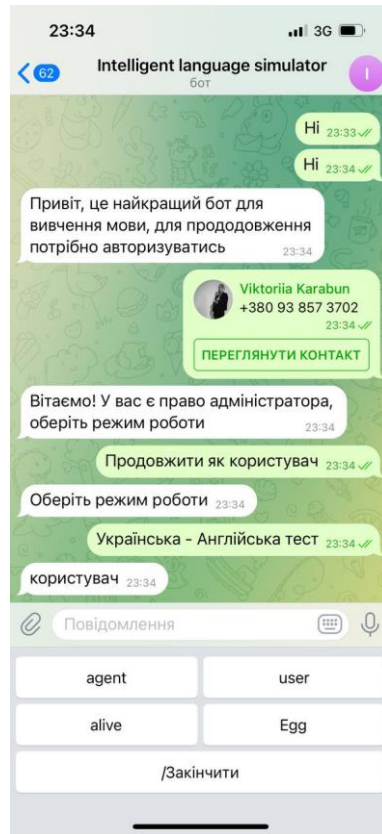 23:34
3G
62
Intelligent language simulator
бот
I
Hi 23:33
Hi 23:34
Привіт, це найкращий бот для
вивчення мови, для прододовження
потрібно авторизуватись 23:34
Viktoriia Karabun
+380 93 857 3702
23:34
ПЕРЕГЛЯНУТИ КОНТАКТ
Вітаємо! У вас є право адміністратора,
оберіть режим роботи 23:34
Продовжити як користувач 23:34
Оберіть режим роботи 23:34
Українська - Англійська тест 23:34
користувач 23:34
Повідомлення
agent user
alive Egg
/Закінчити